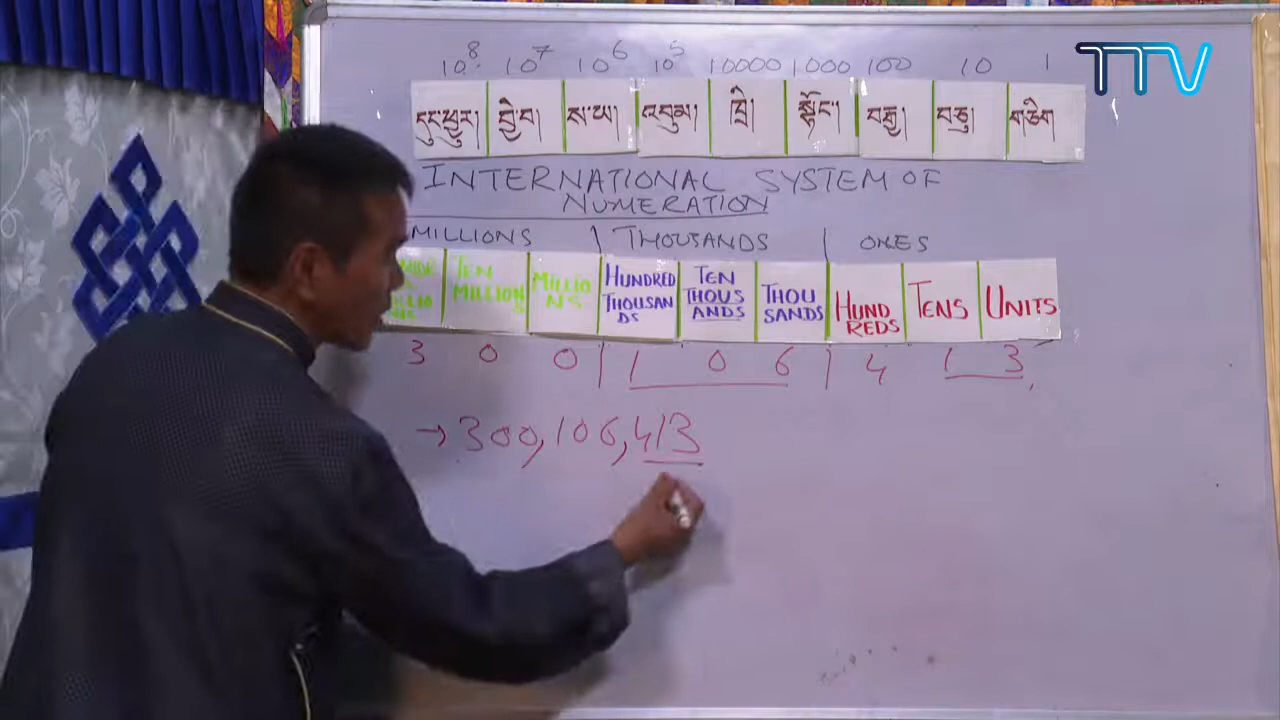 10⁸ 10⁷ 10⁶ 10⁵ 10000 1000 100 10 1
TTV
དུང་ཕྱུར། བྱེ་བ། ས་ཡ། འབུམ། ཁྲི། སྟོང་། བརྒྱ། བཅུ། གཅིག
INTERNATIONAL SYSTEM OF
NUMERATION
MILLIONS | THOUSANDS | ONES
TEN MILLIONS MILLIONS HUNDRED THOUSANDS TEN THOUSANDS THOUSANDS HUNDREDS TENS UNITS
3 0 0 | 1 0 6 | 4 1 3
→ 300,106,413